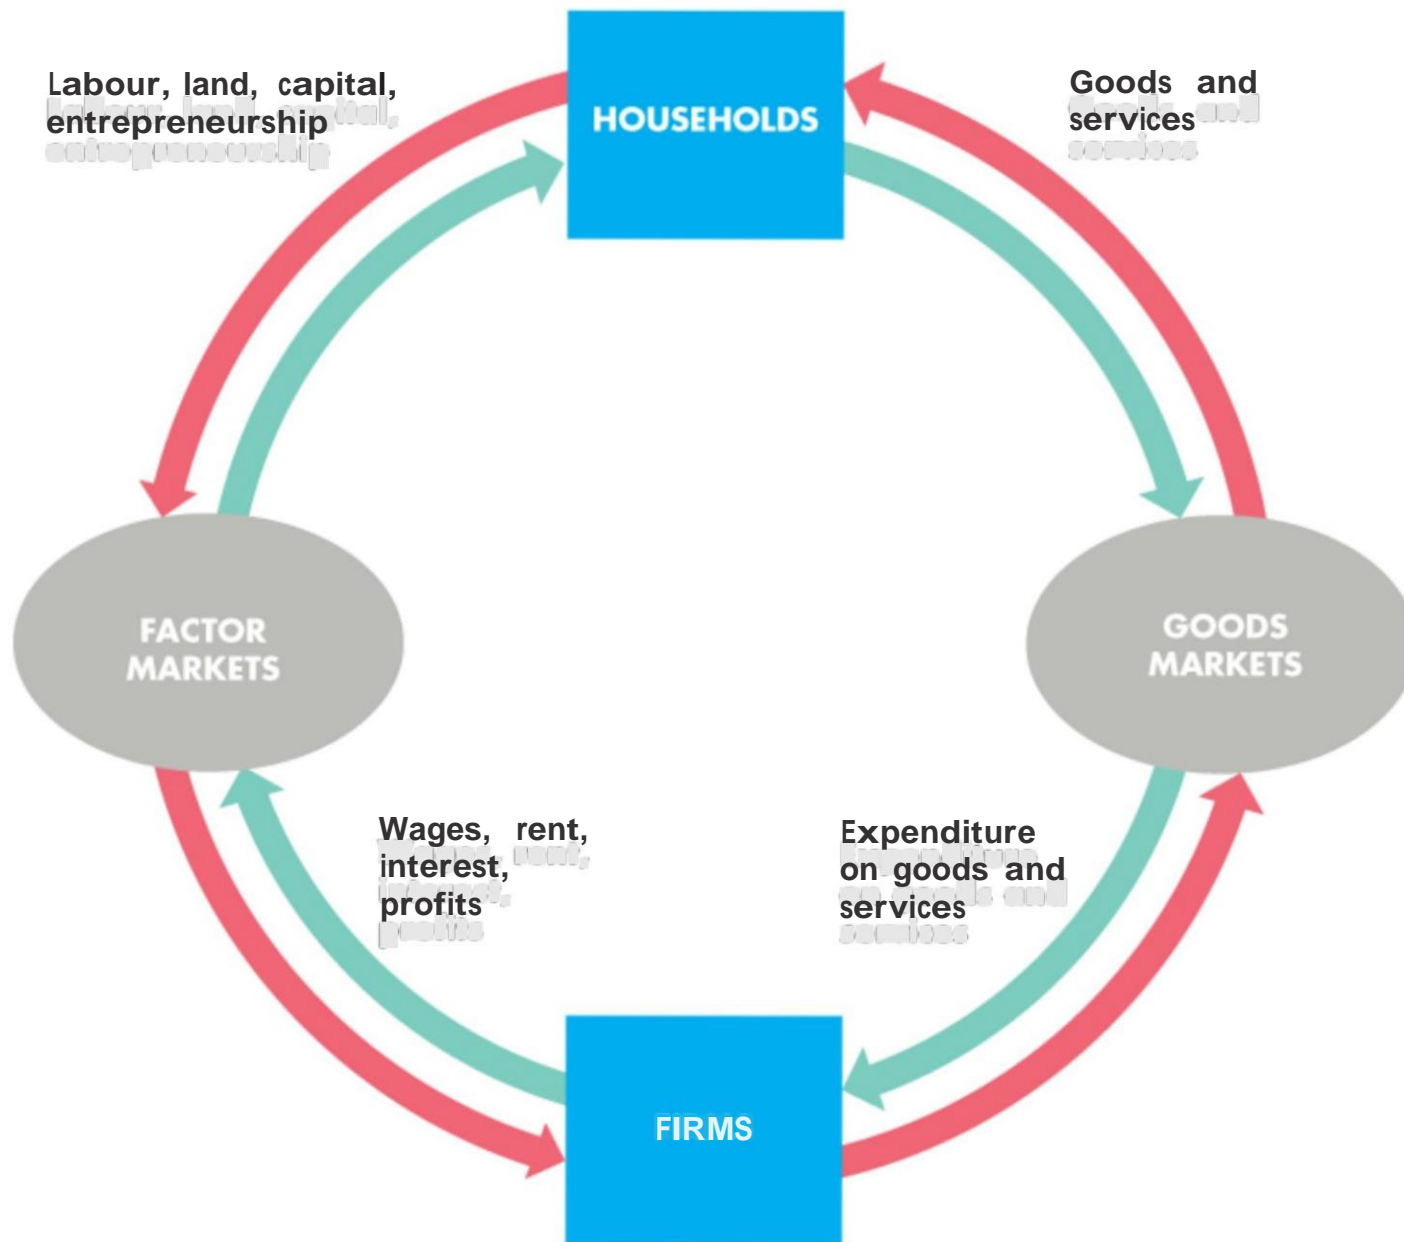 Labour, land, capital,
entrepreneurship
HOUSEHOLDS
Goods and
services
FACTOR
MARKETS
GOODS
MARKETS
Wages, rent,
interest,
profits
Expenditure
on goods and
services
FIRMS